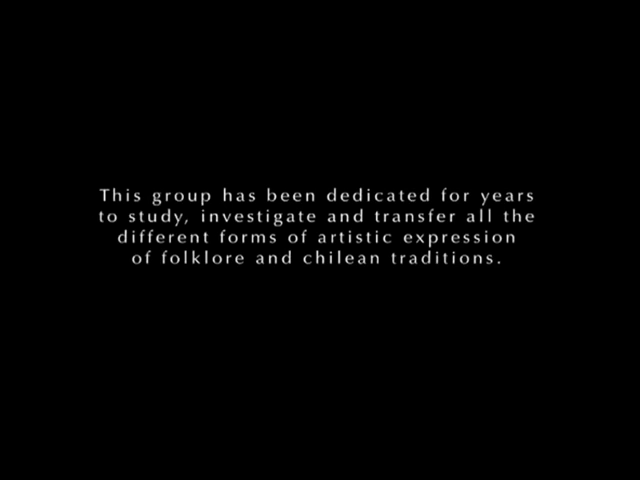 This group has been dedicated for years
to study, investigate and transfer all the
different forms of artistic expression
of folklore and chilean traditions.